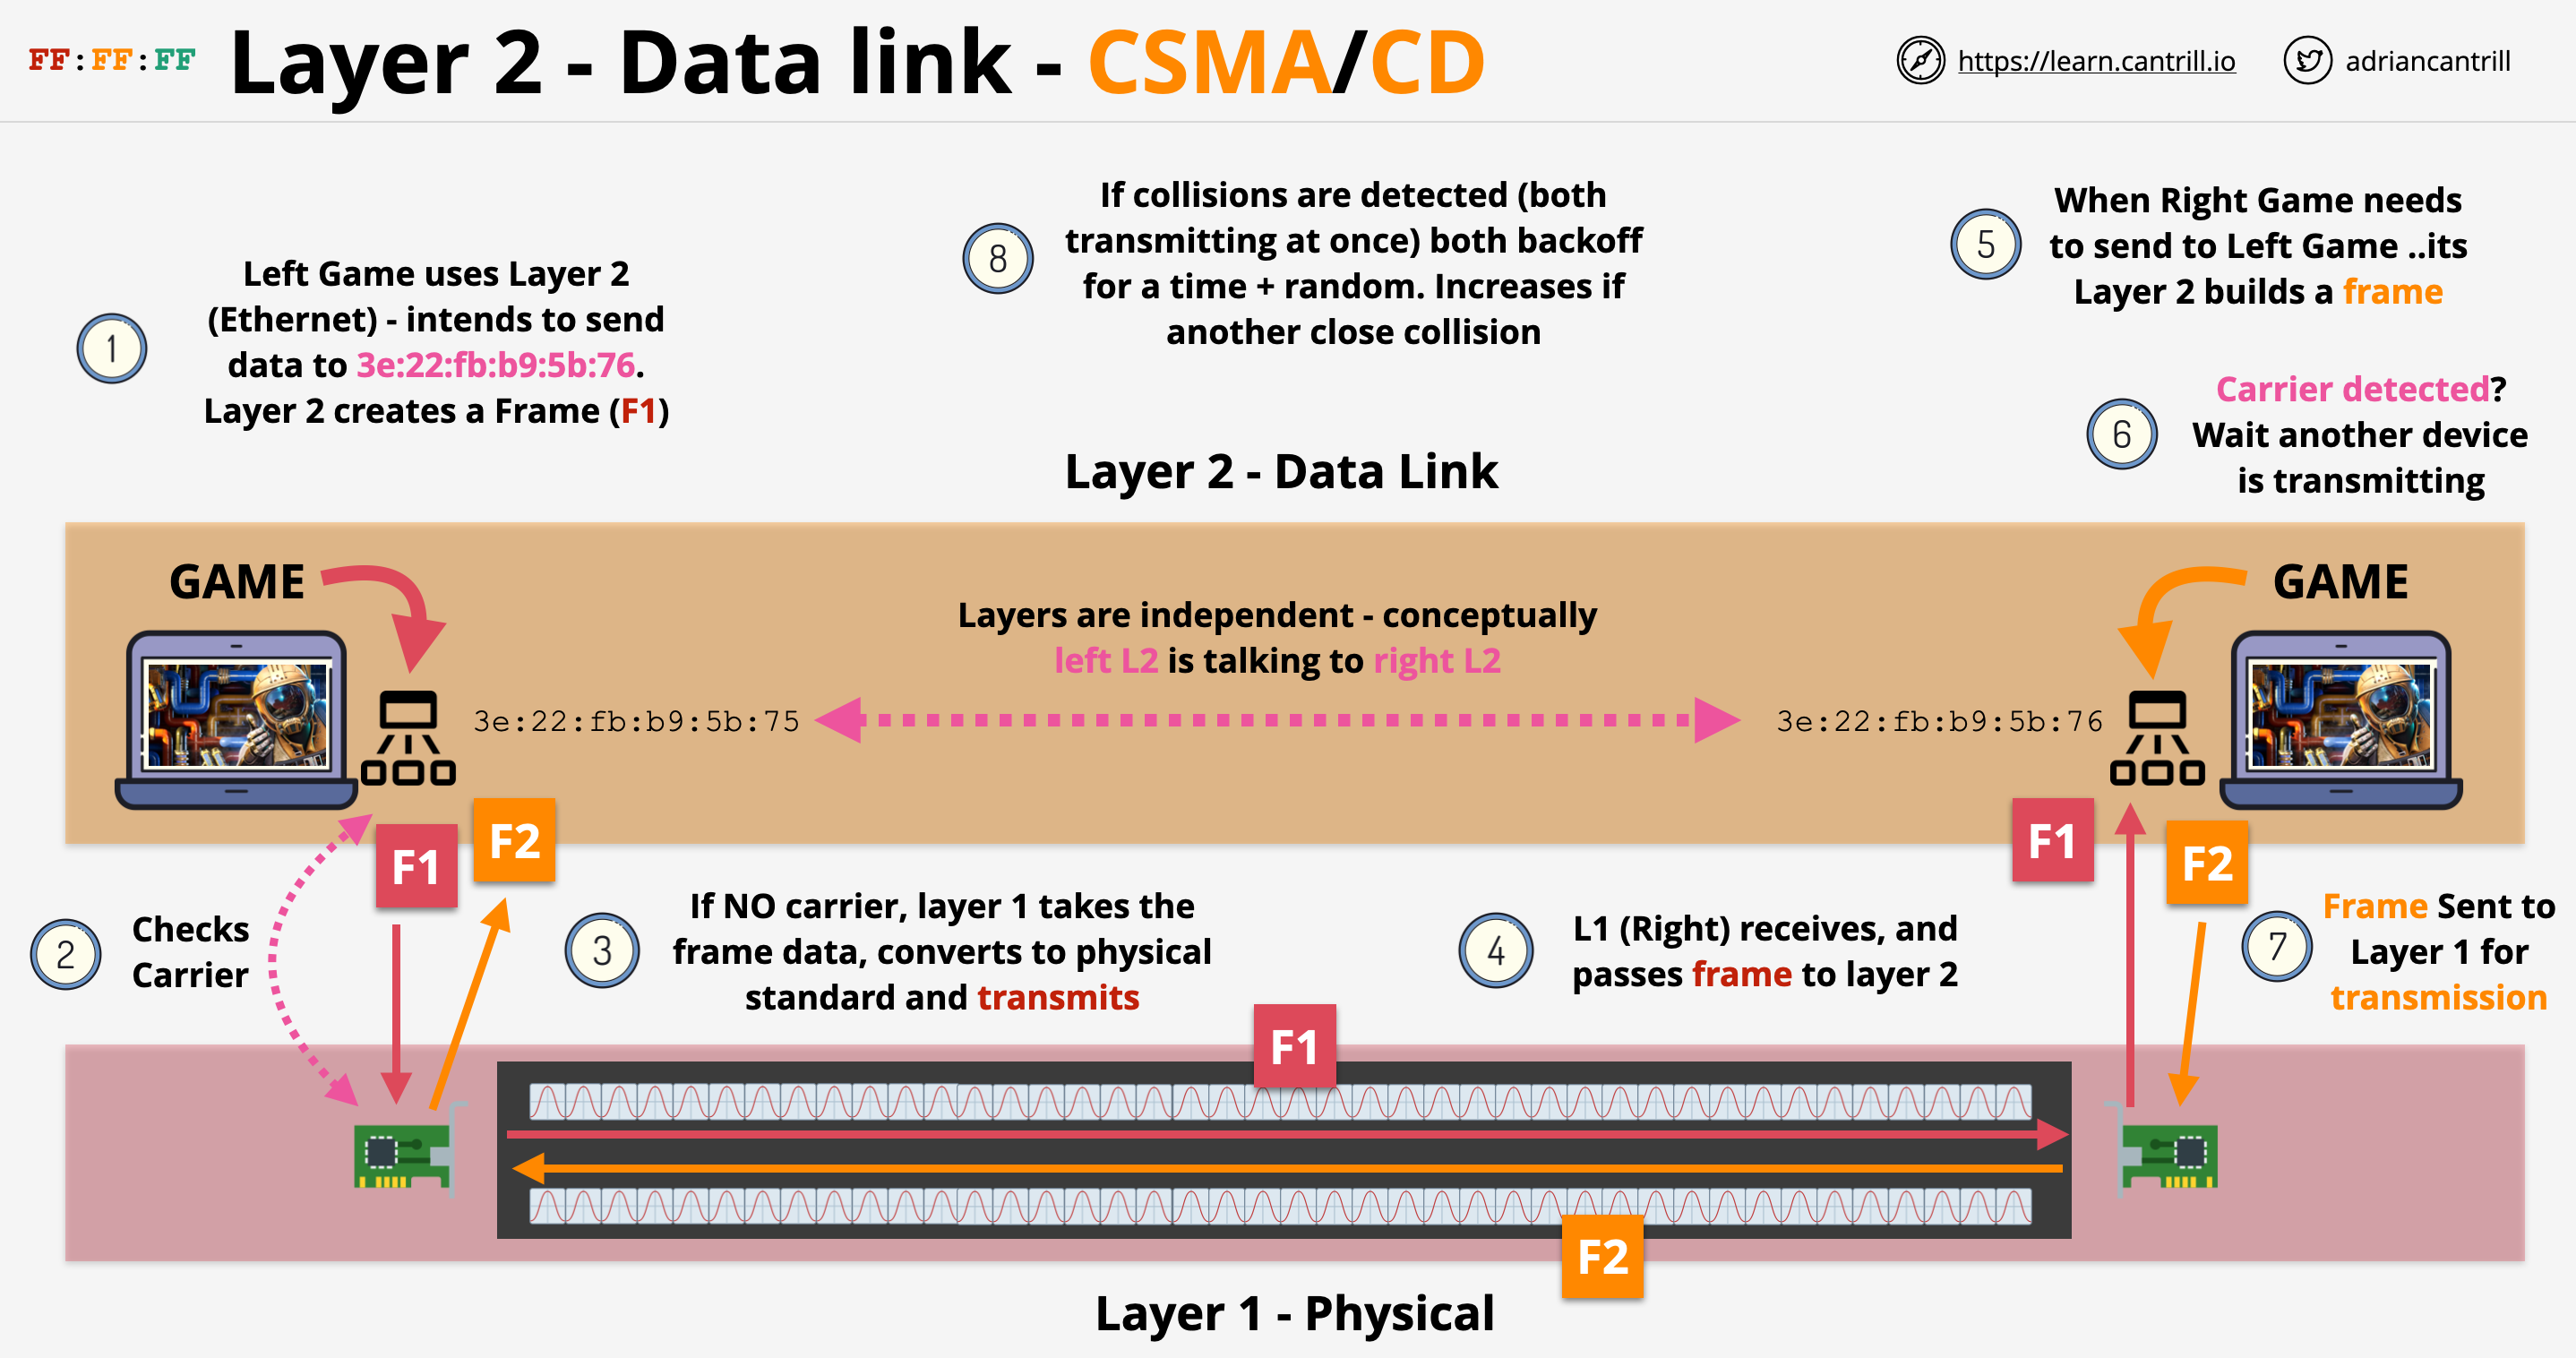 FF:FF:FF
Layer 2 - Data link - CSMA/CD
https://learn.cantrill.io
adriancantrill
1
Left Game uses Layer 2
(Ethernet) - intends to send
data to 3e:22:fb:b9:5b:76.
Layer 2 creates a Frame (F1)
8
If collisions are detected (both
transmitting at once) both backoff
for a time + random. Increases if
another close collision
5
When Right Game needs
to send to Left Game ..its
Layer 2 builds a frame
6
Carrier detected?
Wait another device
is transmitting
Layer 2 - Data Link
GAME
Layers are independent - conceptually
left L2 is talking to right L2
GAME
3e:22:fb:b9:5b:75
3e:22:fb:b9:5b:76
F1
F2
F1
F2
2
Checks
Carrier
3
If NO carrier, layer 1 takes the
frame data, converts to physical
standard and transmits
4
L1 (Right) receives, and
passes frame to layer 2
7
Frame Sent to
Layer 1 for
transmission
F1
F2
Layer 1 - Physical